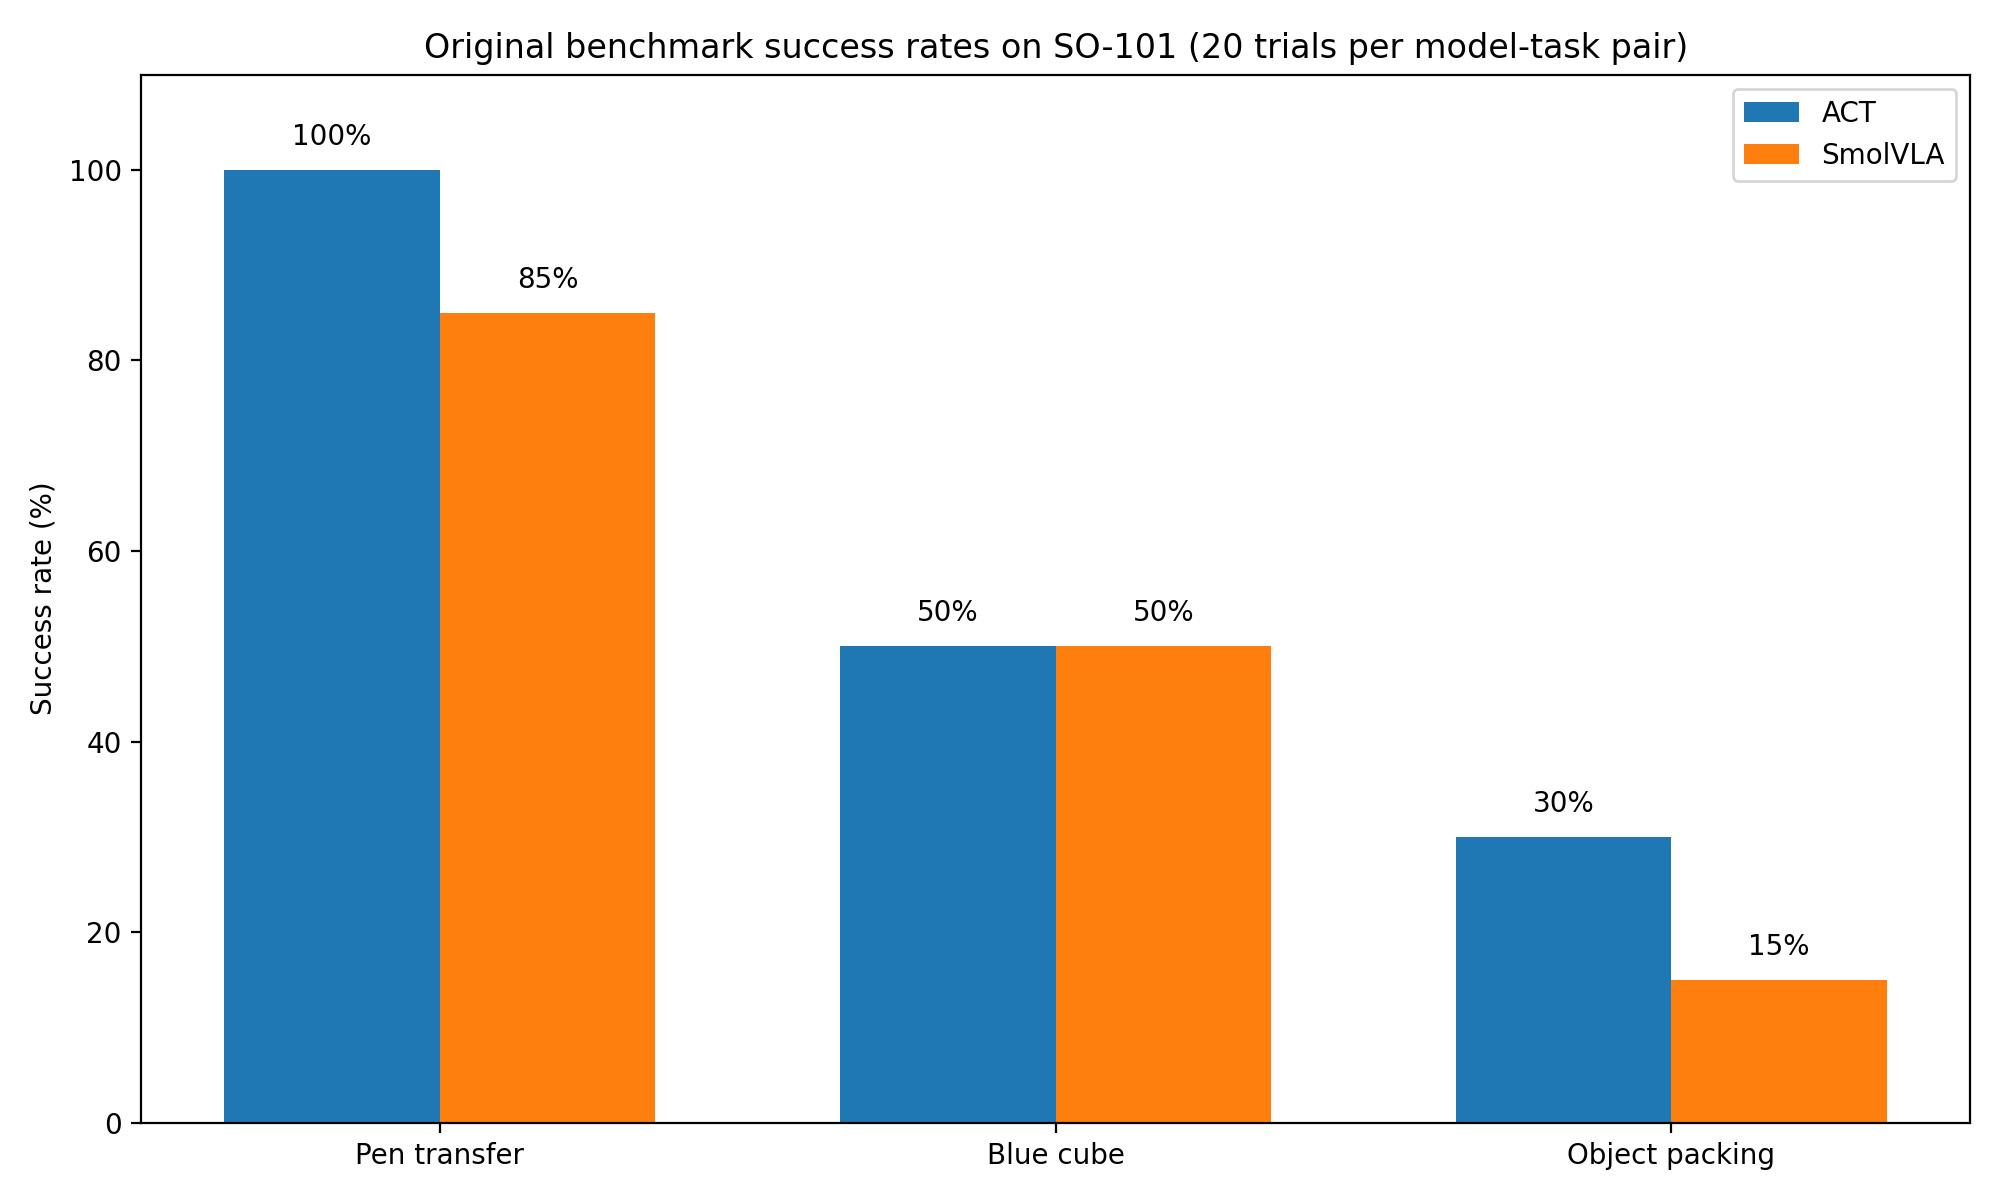 Original benchmark success rates on SO-101 (20 trials per model-task pair)
ACT
SmolVLA
Success rate (%)
100
80
60
40
20
0
100%
85%
50%
50%
30%
15%
Pen transfer
Blue cube
Object packing